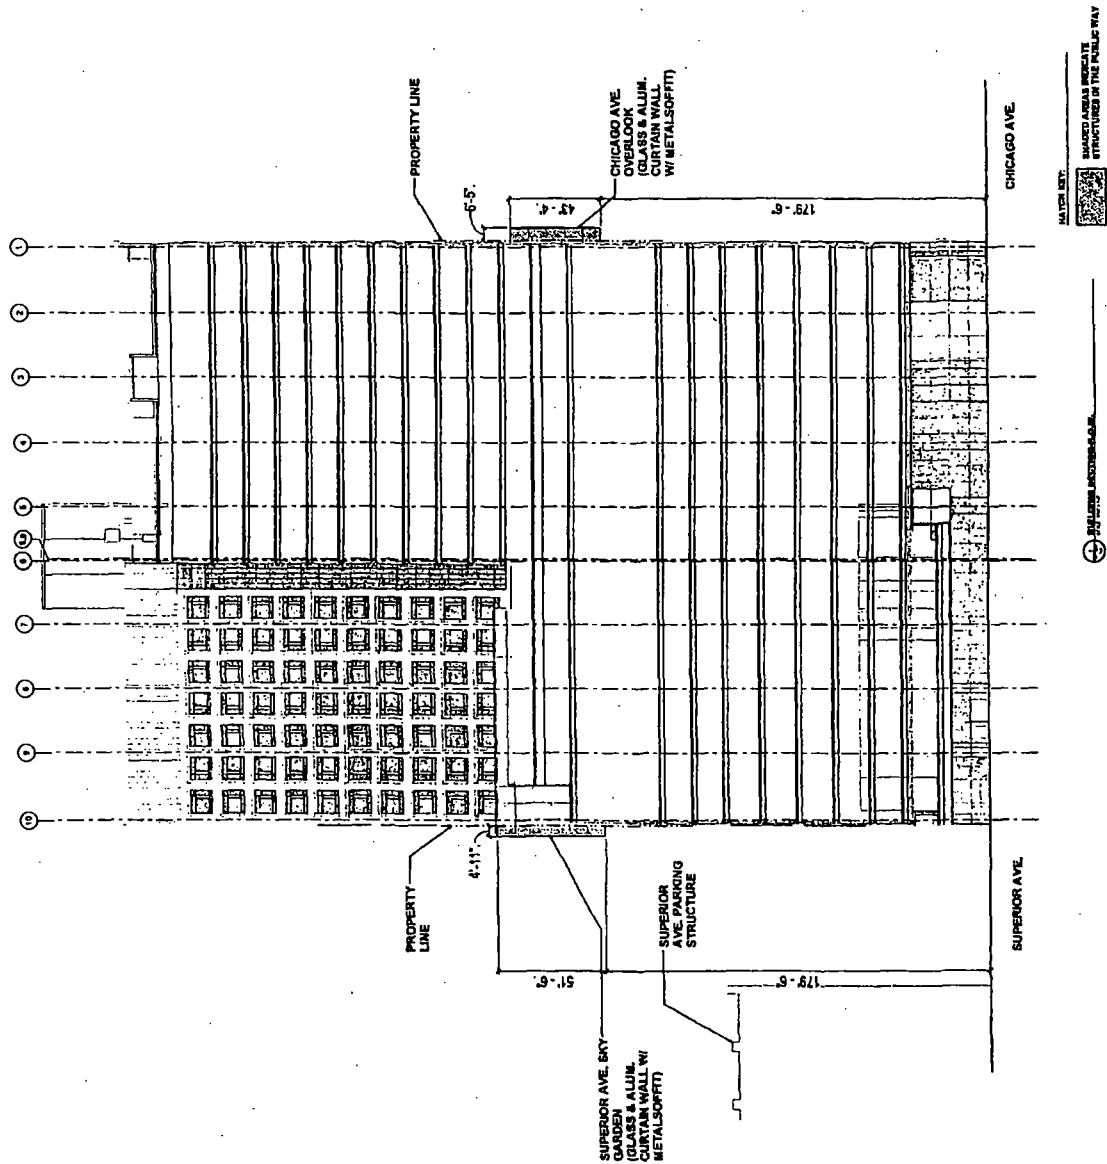 1
2
3
4
5
6
7
8
9
10
PROPERTY LINE
6'-5".
CHICAGO AVE.
OVERLOOK
(GLASS & ALUM.
CURTAIN WALL
W/ METALSOFFIT)
43'-4".
179'-6"
CHICAGO AVE.
HATCH KEY:
SHADED AREAS INDICATE
STRUCTURES IN THE PUBLIC WAY
PROPERTY
LINE
4'-11".
SUPERIOR
AVE. PARKING
STRUCTURE
51'-6".
179'-6".
SUPERIOR AVE. SKY
GARDEN
(GLASS & ALUM.
CURTAIN WALL W/
METALSOFFIT)
SUPERIOR AVE.